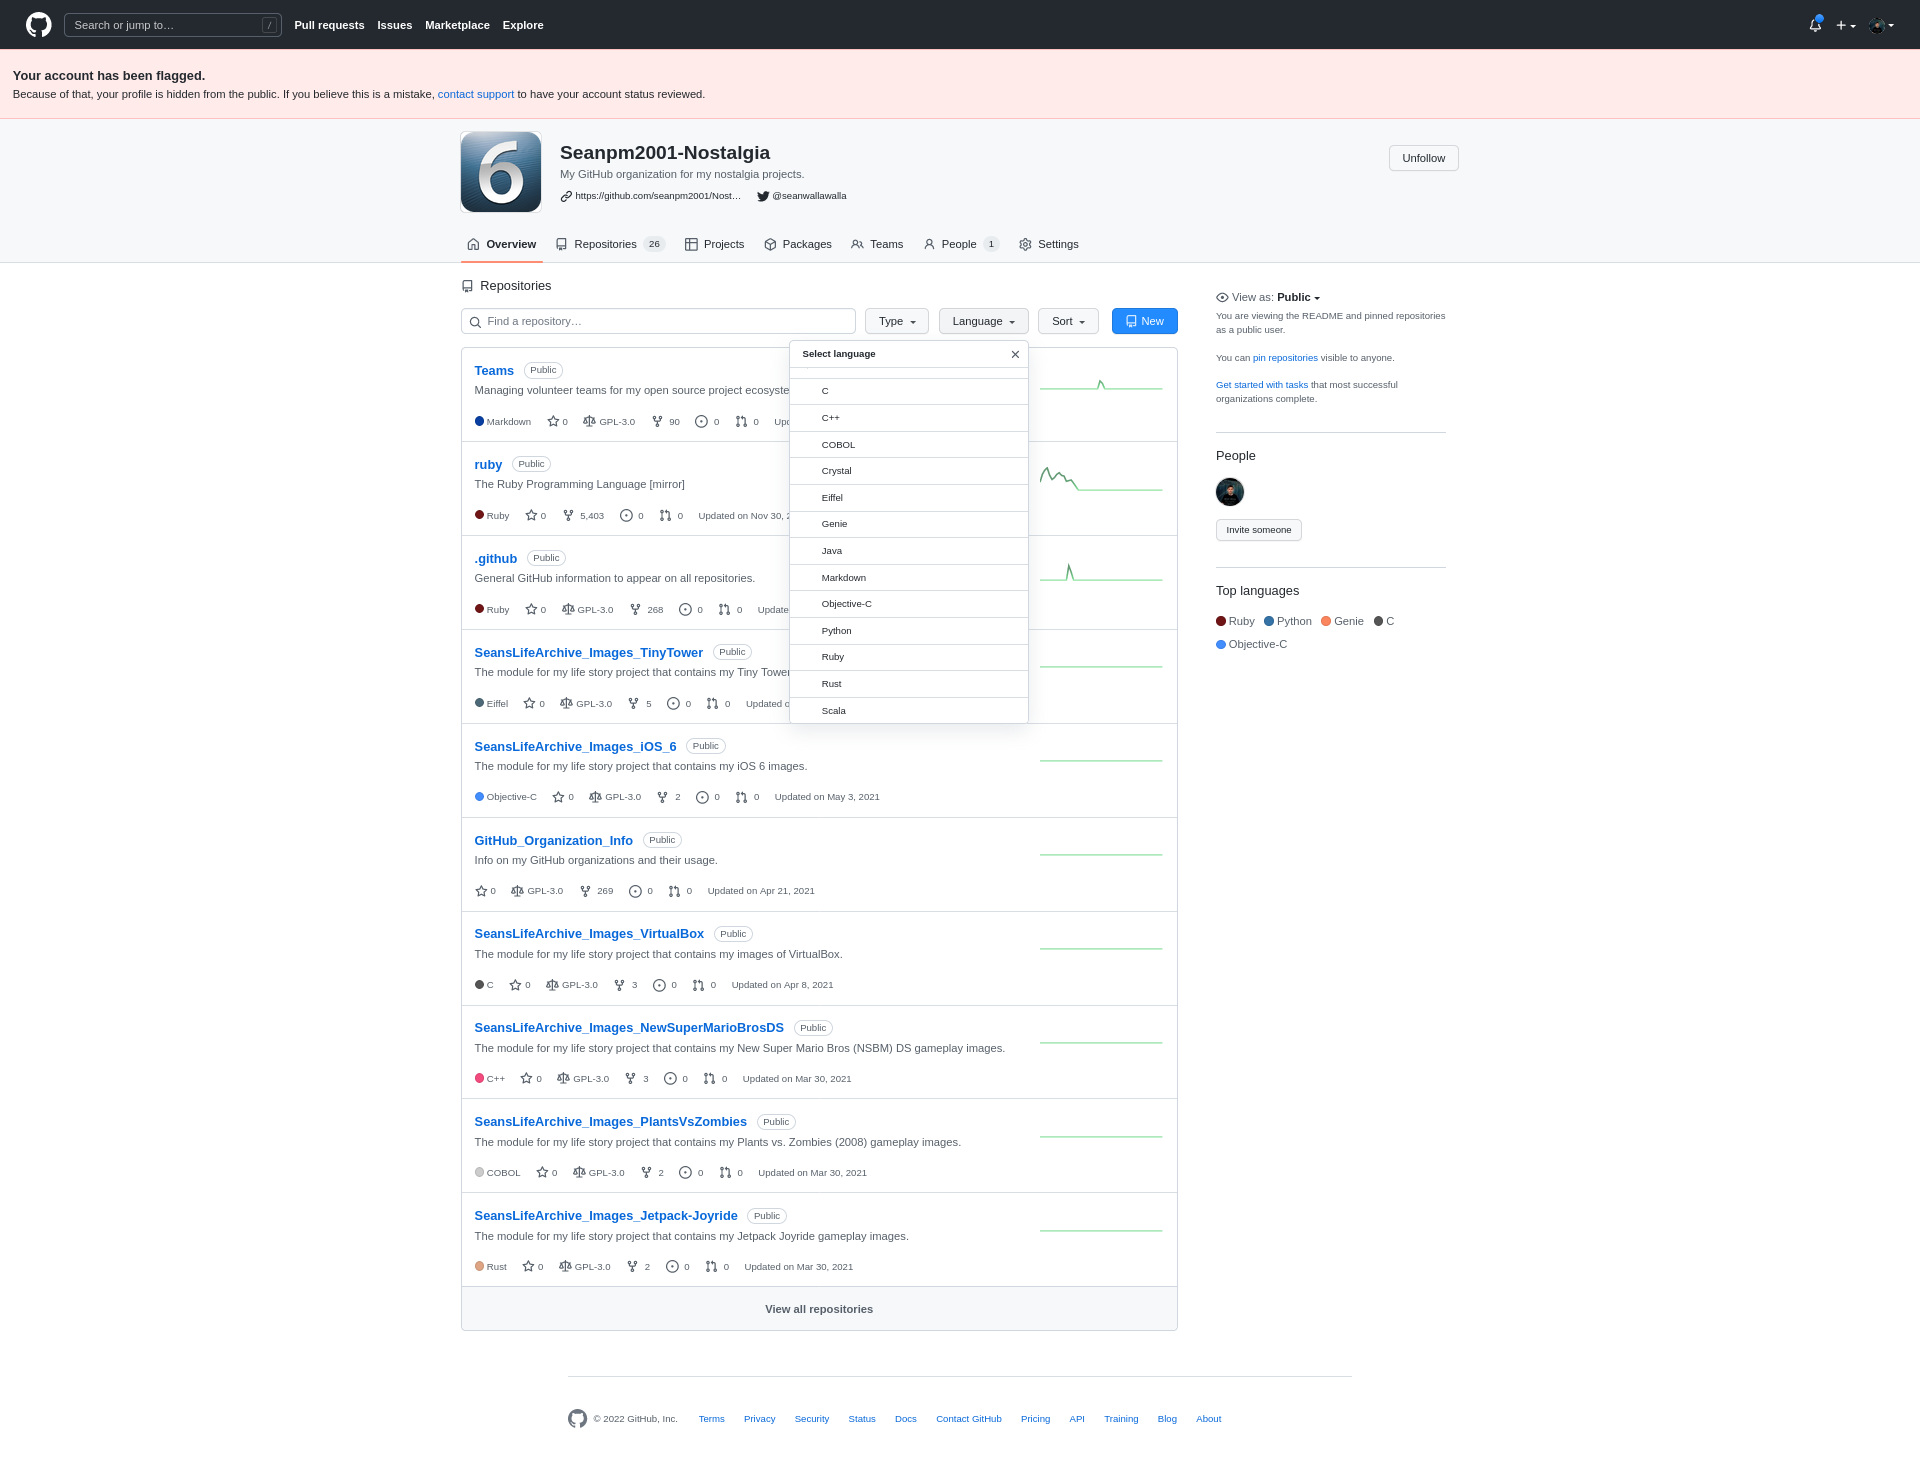 Search or jump to…
/
Pull requests Issues Marketplace Explore
Your account has been flagged.
Because of that, your profile is hidden from the public. If you believe this is a mistake, contact support to have your account status reviewed.
6
Seanpm2001-Nostalgia
My GitHub organization for my nostalgia projects.
https://github.com/seanpm2001/Nost… @seanwallawalla
Unfollow
Overview Repositories 26 Projects Packages Teams People 1 Settings
Repositories
Find a repository…
Type Language Sort New
Select language
C
C++
COBOL
Crystal
Eiffel
Genie
Java
Markdown
Objective-C
Python
Ruby
Rust
Scala
Teams Public
Managing volunteer teams for my open source project ecosyste
Markdown 0 GPL-3.0 90 0 0 Upd
ruby Public
The Ruby Programming Language [mirror]
Ruby 0 5,403 0 0 Updated on Nov 30, 2
.github Public
General GitHub information to appear on all repositories.
Ruby 0 GPL-3.0 268 0 0 Update
SeansLifeArchive_Images_TinyTower Public
The module for my life story project that contains my Tiny Tower
Eiffel 0 GPL-3.0 5 0 0 Updated o
SeansLifeArchive_Images_iOS_6 Public
The module for my life story project that contains my iOS 6 images.
Objective-C 0 GPL-3.0 2 0 0 Updated on May 3, 2021
GitHub_Organization_Info Public
Info on my GitHub organizations and their usage.
0 GPL-3.0 269 0 0 Updated on Apr 21, 2021
SeansLifeArchive_Images_VirtualBox Public
The module for my life story project that contains my images of VirtualBox.
C 0 GPL-3.0 3 0 0 Updated on Apr 8, 2021
SeansLifeArchive_Images_NewSuperMarioBrosDS Public
The module for my life story project that contains my New Super Mario Bros (NSBM) DS gameplay images.
C++ 0 GPL-3.0 3 0 0 Updated on Mar 30, 2021
SeansLifeArchive_Images_PlantsVsZombies Public
The module for my life story project that contains my Plants vs. Zombies (2008) gameplay images.
COBOL 0 GPL-3.0 2 0 0 Updated on Mar 30, 2021
SeansLifeArchive_Images_Jetpack-Joyride Public
The module for my life story project that contains my Jetpack Joyride gameplay images.
Rust 0 GPL-3.0 2 0 0 Updated on Mar 30, 2021
View all repositories
View as: Public
You are viewing the README and pinned repositories
as a public user.
You can pin repositories visible to anyone.
Get started with tasks that most successful
organizations complete.
People
Invite someone
Top languages
Ruby Python Genie C
Objective-C
© 2022 GitHub, Inc. Terms Privacy Security Status Docs Contact GitHub Pricing API Training Blog About